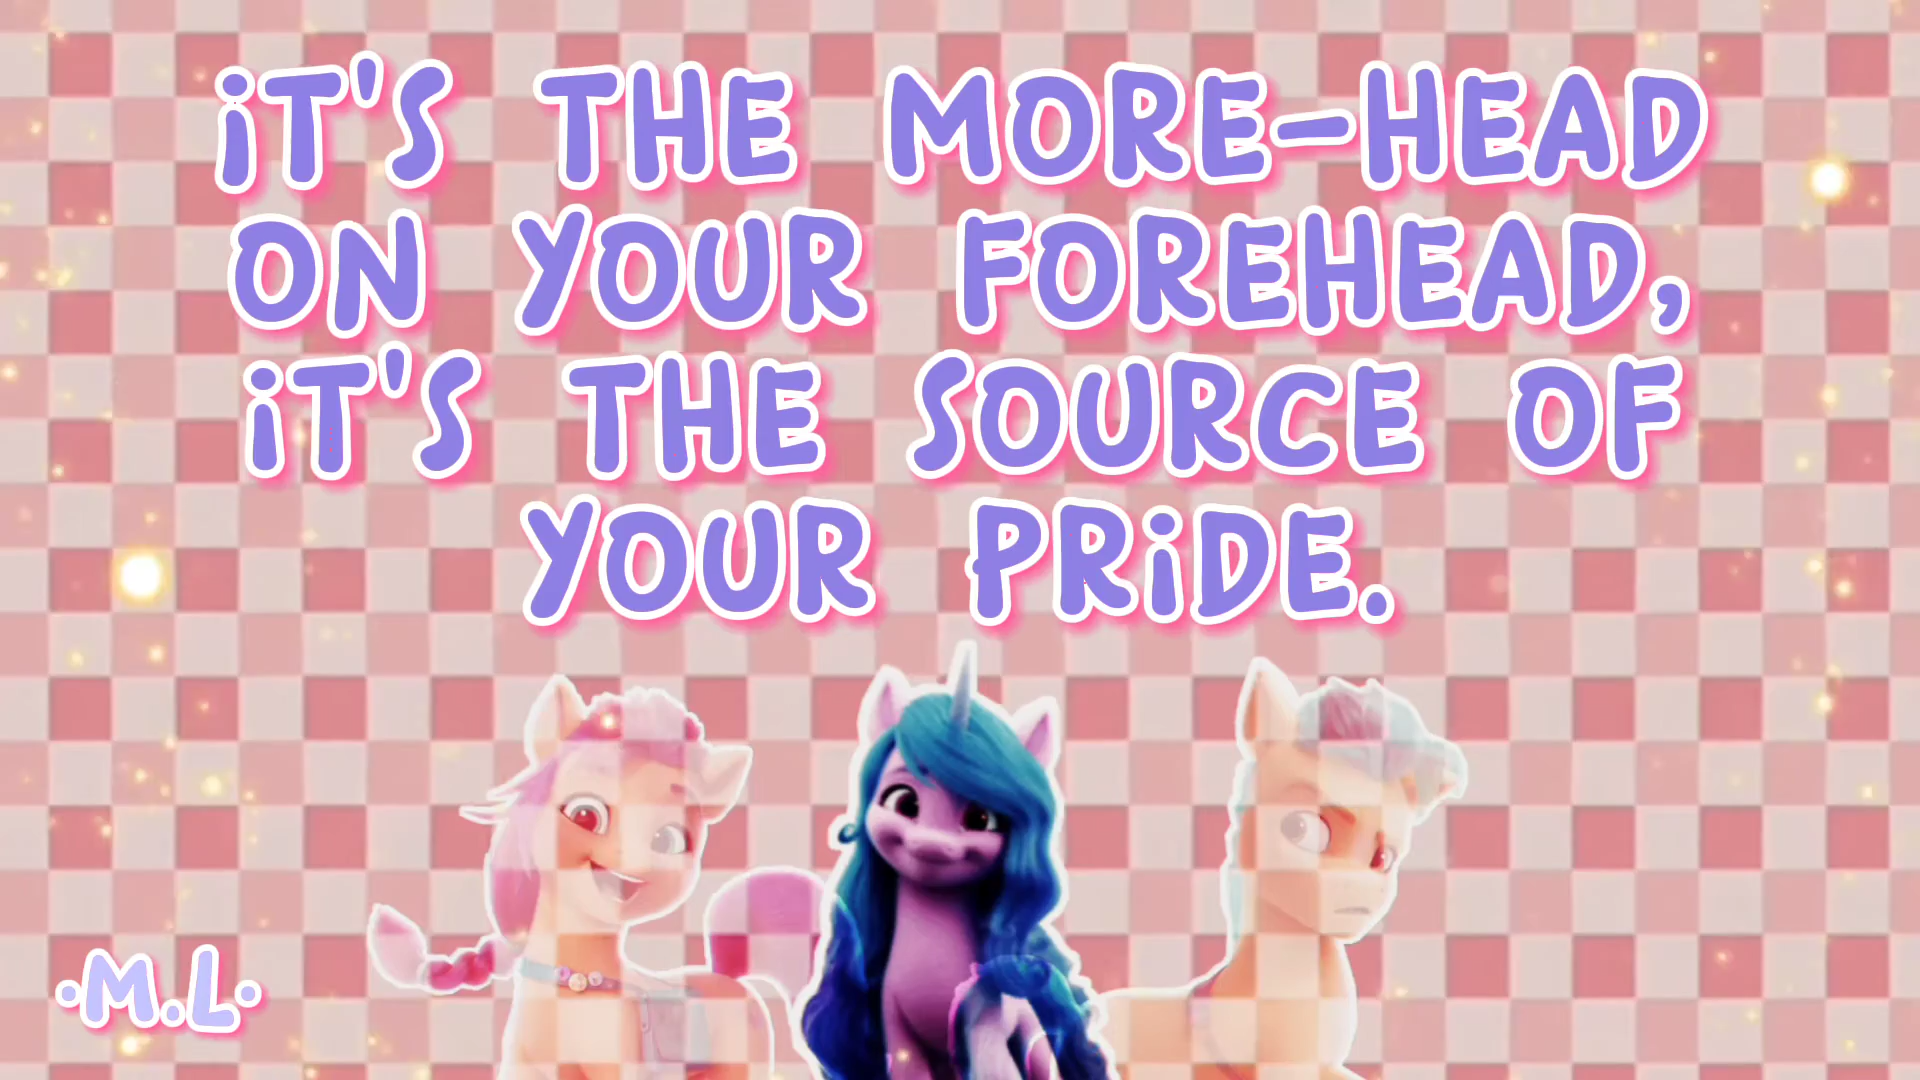 iT'S THE MORE-HEAD
ON YOUR FOREHEAD,
iT'S THE SOURCE OF
YOUR PRiDE.
·M.L·